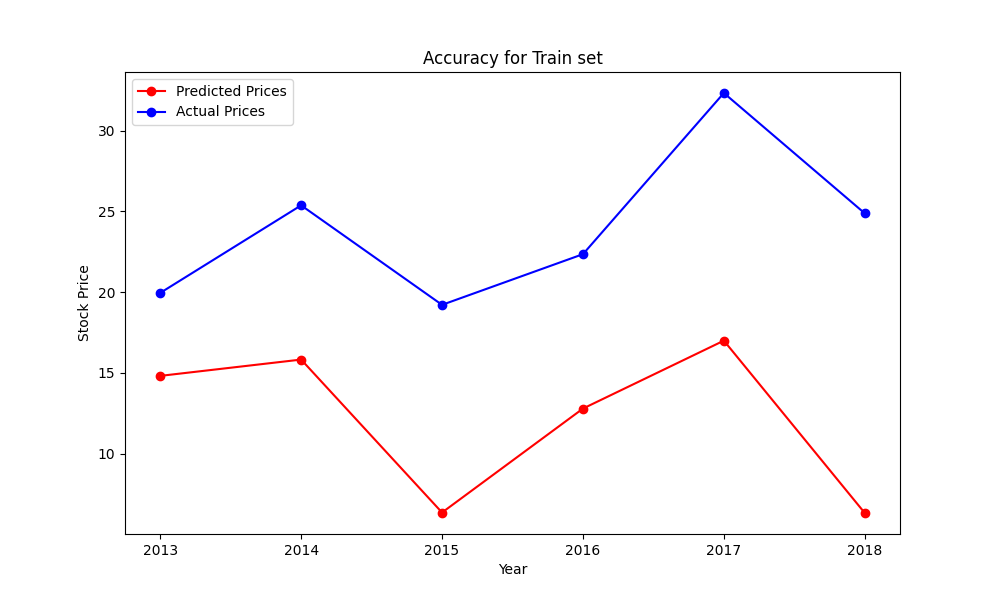 Accuracy for Train set
Predicted Prices
Actual Prices
30
25
20
15
10
Stock Price
2013 2014 2015 2016 2017 2018
Year